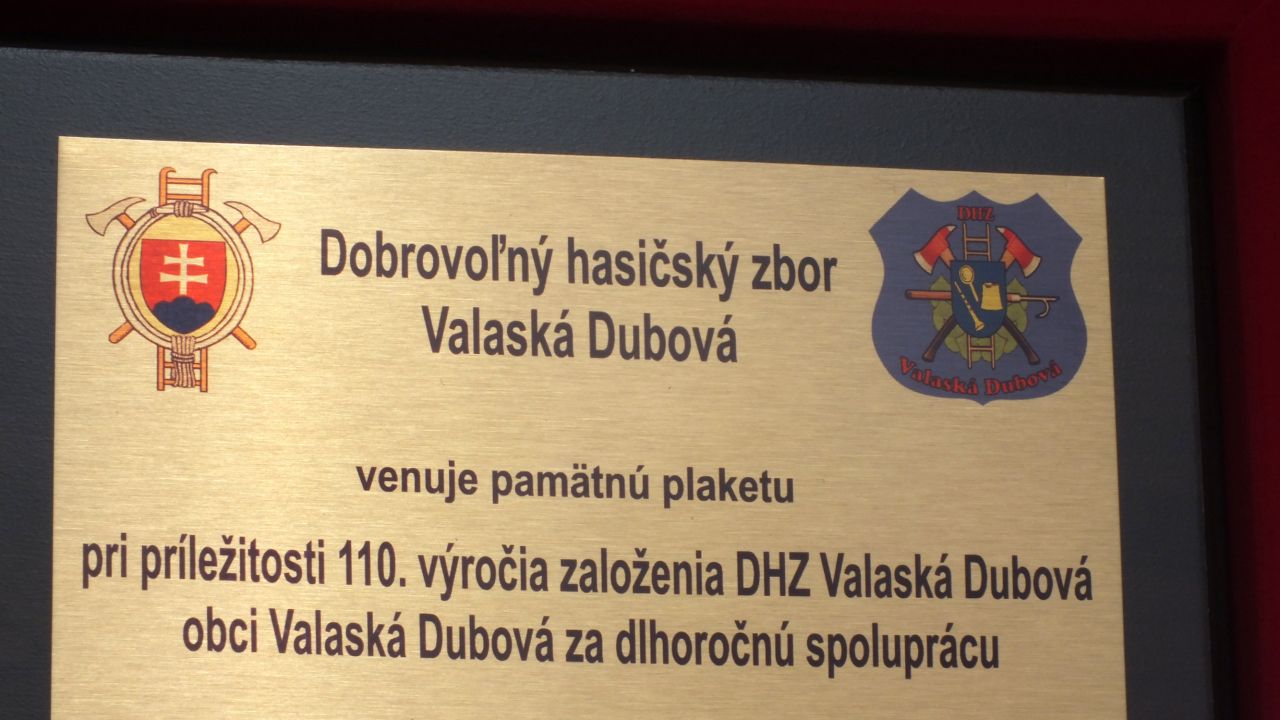 Dobrovoľný hasičský zbor
Valaská Dubová
DHZ
Valaská Dubová
venuje pamätnú plaketu
pri príležitosti 110. výročia založenia DHZ Valaská Dubová
obci Valaská Dubová za dlhoročnú spoluprácu